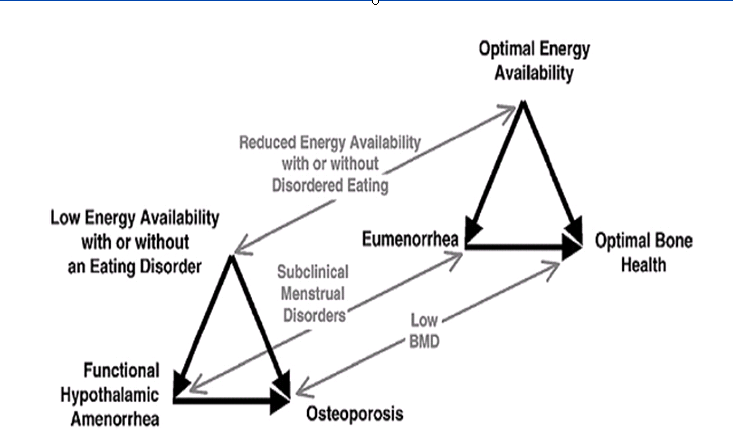 Optimal Energy
Availability
Reduced Energy Availability
with or without
Disordered Eating
Low Energy Availability
with or without
an Eating Disorder
Eumenorrhea
Optimal Bone
Health
Subclinical
Menstrual
Disorders
Low
BMD
Functional
Hypothalamic
Amenorrhea
Osteoporosis